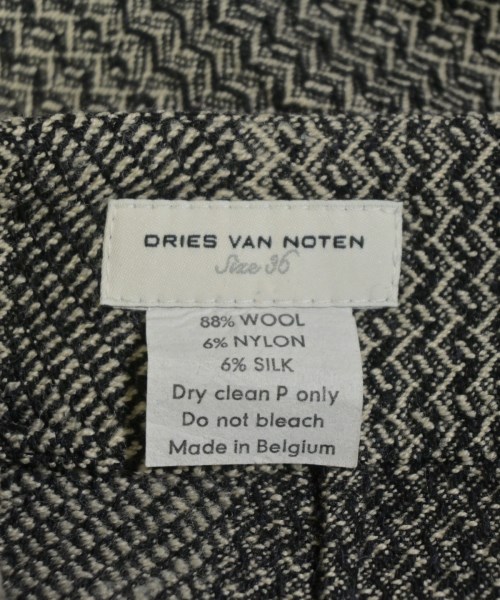 DRIES VAN NOTEN
Size 36
88% WOOL
6% NYLON
6% SILK
Dry clean P only
Do not bleach
Made in Belgium